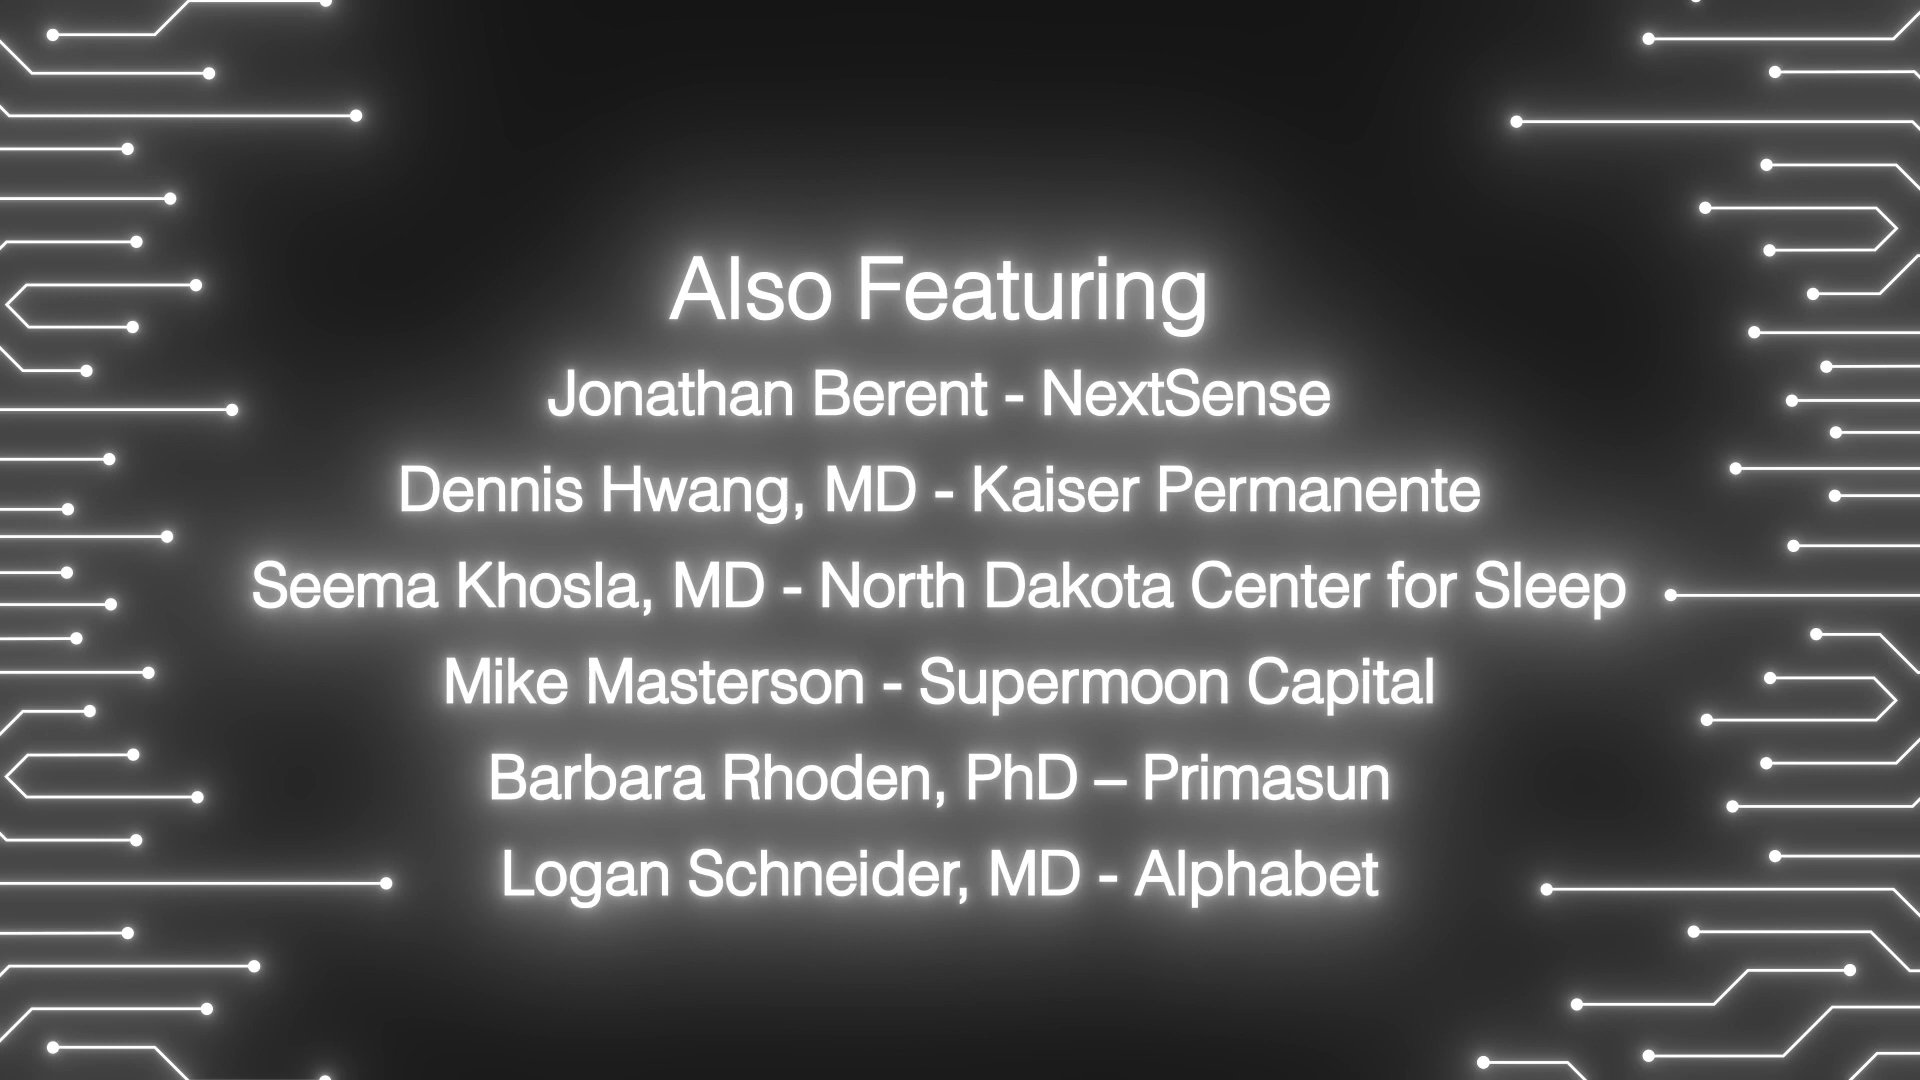 Also Featuring
Jonathan Berent - NextSense
Dennis Hwang, MD - Kaiser Permanente
Seema Khosla, MD - North Dakota Center for Sleep
Mike Masterson - Supermoon Capital
Barbara Rhoden, PhD – Primasun
Logan Schneider, MD - Alphabet